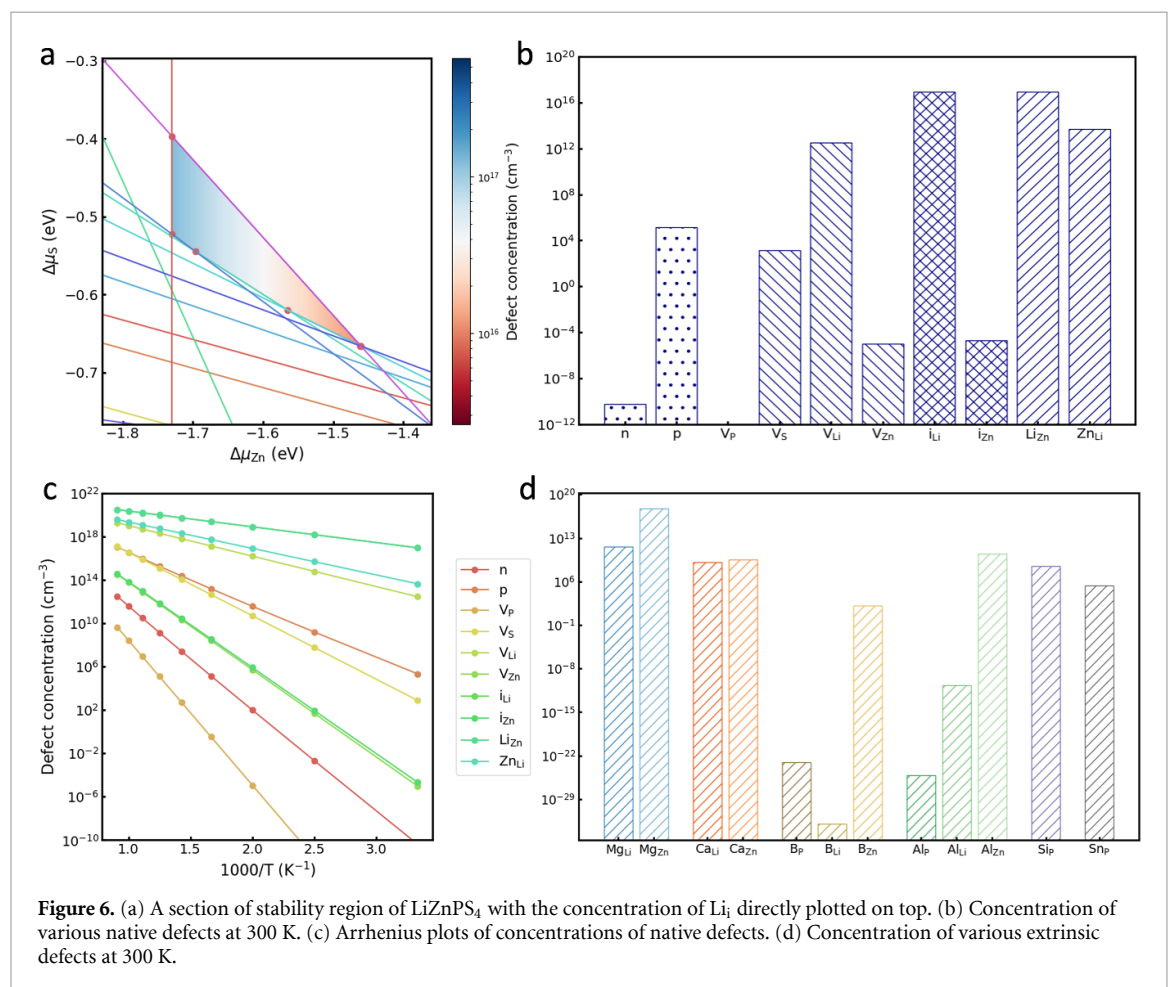 a
−0.3
−0.4
−0.5
−0.6
−0.7
Δμ_S (eV)
−1.8 −1.7 −1.6 −1.5 −1.4
Δμ_Zn (eV)
10^17
10^16
Defect concentration (cm^−3)
b
10^20
10^16
10^12
10^8
10^4
10^0
10^−4
10^−8
10^−12
n p V_P V_S V_Li V_Zn i_Li i_Zn Li_Zn Zn_Li
c
10^22
10^18
10^14
10^10
10^6
10^2
10^−2
10^−6
10^−10
Defect concentration (cm^−3)
1.0 1.5 2.0 2.5 3.0
1000/T (K^−1)
n
p
V_P
V_S
V_Li
V_Zn
i_Li
i_Zn
Li_Zn
Zn_Li
d
10^20
10^13
10^6
10^−1
10^−8
10^−15
10^−22
10^−29
Mg_Li Mg_Zn Ca_Li Ca_Zn B_P B_Li B_Zn Al_P Al_Li Al_Zn Si_P Sn_P
Figure 6. (a) A section of stability region of LiZnPS_4 with the concentration of Li_i directly plotted on top. (b) Concentration of
various native defects at 300 K. (c) Arrhenius plots of concentrations of native defects. (d) Concentration of various extrinsic
defects at 300 K.